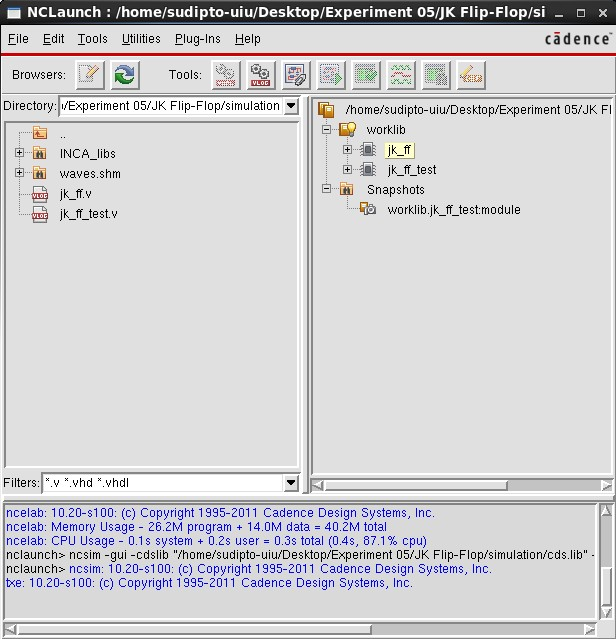 NCLaunch : /home/sudipto-uiu/Desktop/Experiment 05/JK Flip-Flop/si
File Edit Tools Utilities Plug-Ins Help
cādence™
Browsers: Tools:
VLOG
Directory: ı/Experiment 05/JK Flip-Flop/simulation
..
INCA_libs
waves.shm
VLOG jk_ff.v
VLOG jk_ff_test.v
/home/sudipto-uiu/Desktop/Experiment 05/JK Fl
worklib
jk_ff
jk_ff_test
Snapshots
worklib.jk_ff_test:module
Filters: *.v *.vhd *.vhdl
ncelab: 10.20-s100: (c) Copyright 1995-2011 Cadence Design Systems, Inc.
ncelab: Memory Usage - 26.2M program + 14.0M data = 40.2M total
ncelab: CPU Usage - 0.1s system + 0.2s user = 0.3s total (0.4s, 87.1% cpu)
nclaunch> ncsim -gui -cdslib "/home/sudipto-uiu/Desktop/Experiment 05/JK Flip-Flop/simulation/cds.lib" -
nclaunch> ncsim: 10.20-s100: (c) Copyright 1995-2011 Cadence Design Systems, Inc.
txe: 10.20-s100: (c) Copyright 1995-2011 Cadence Design Systems, Inc.